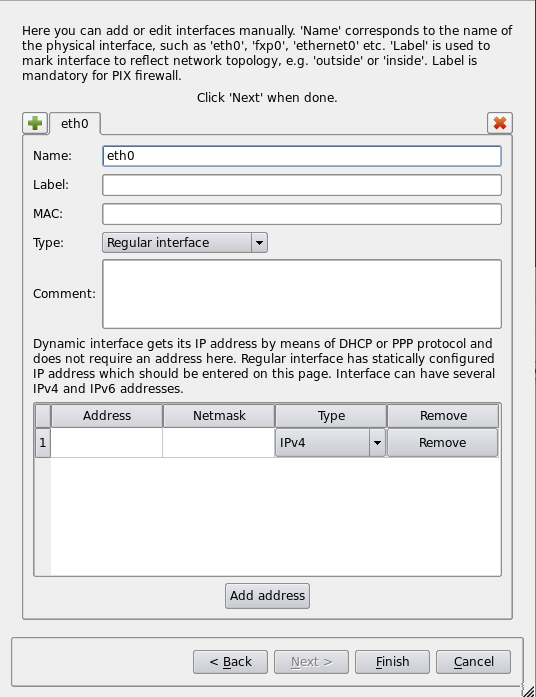 Here you can add or edit interfaces manually. 'Name' corresponds to the name of
the physical interface, such as 'eth0', 'fxp0', 'ethernet0' etc. 'Label' is used to
mark interface to reflect network topology, e.g. 'outside' or 'inside'. Label is
mandatory for PIX firewall.
Click 'Next' when done.
eth0
Name: eth0
Label:
MAC:
Type: Regular interface
Comment:
Dynamic interface gets its IP address by means of DHCP or PPP protocol and
does not require an address here. Regular interface has statically configured
IP address which should be entered on this page. Interface can have several
IPv4 and IPv6 addresses.
Address Netmask Type Remove
1 IPv4 Remove
Add address
< Back Next > Finish Cancel